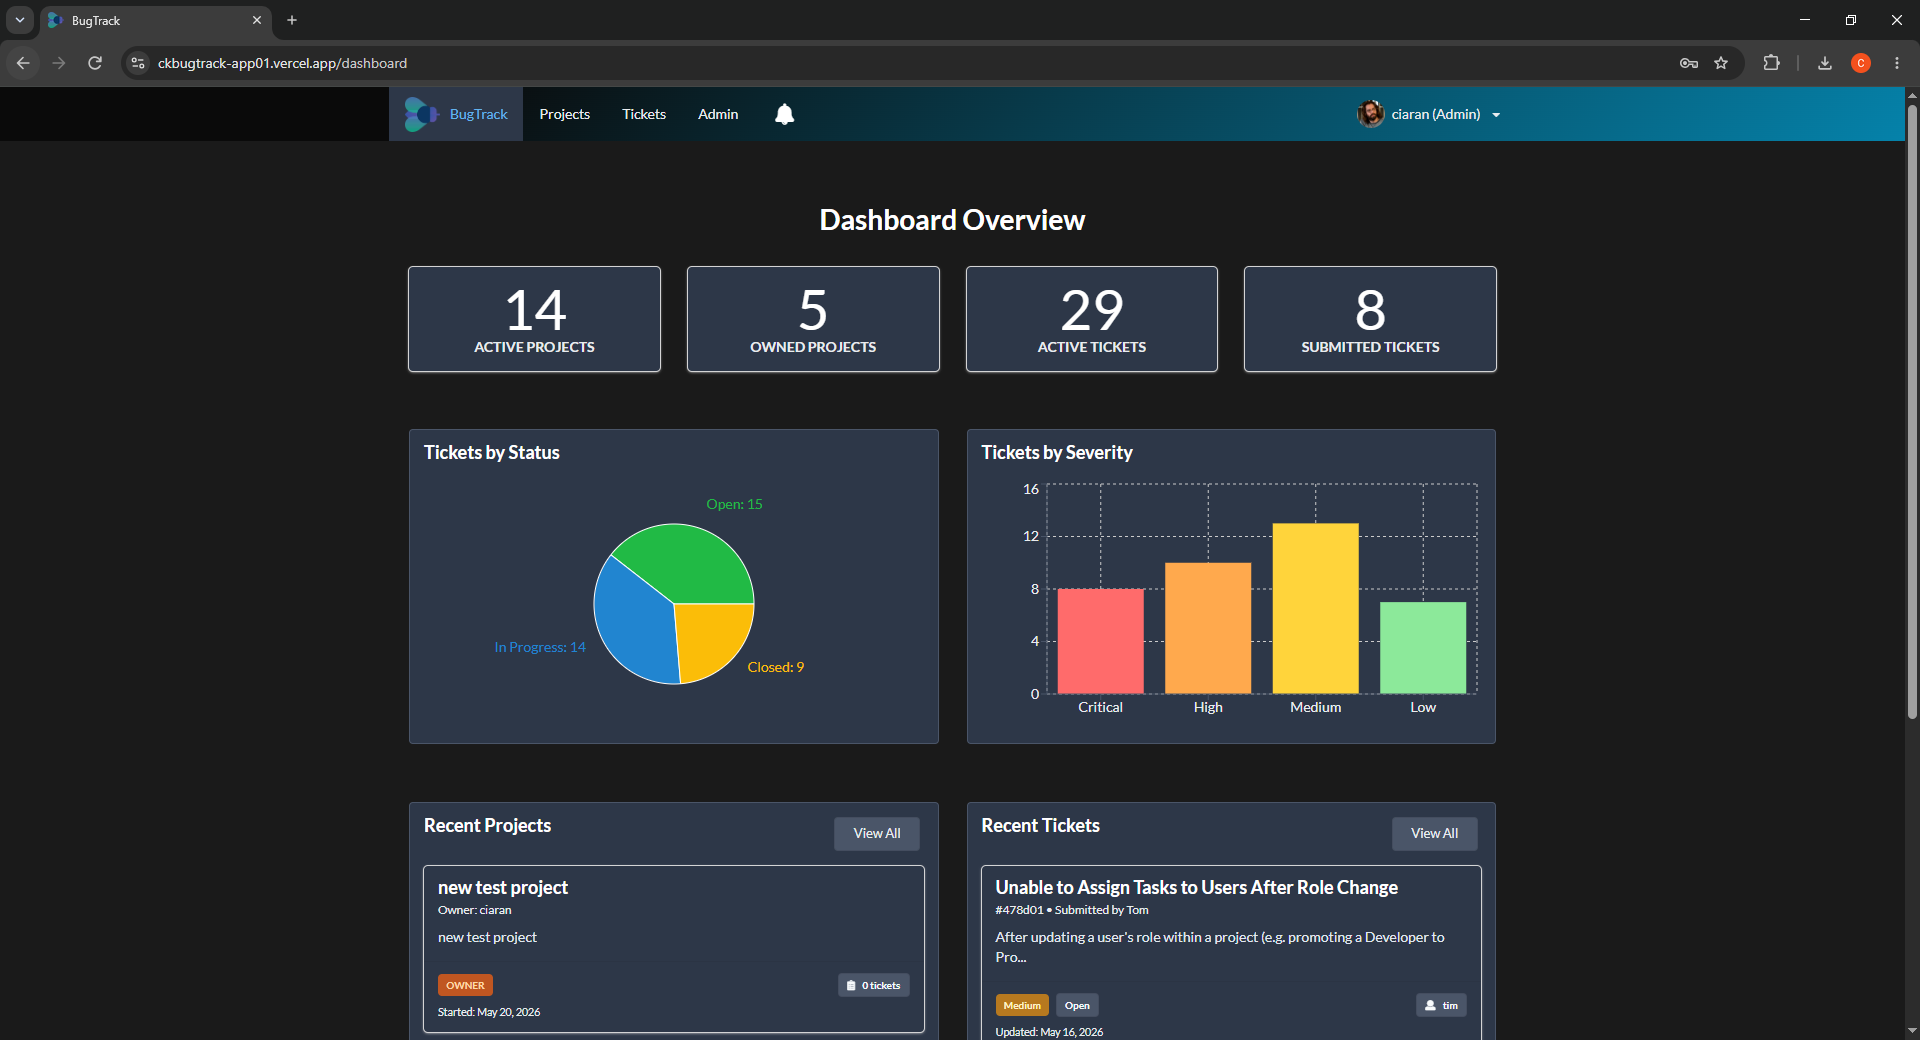 BugTrack
ckbugtrack-app01.vercel.app/dashboard
C
BugTrack Projects Tickets Admin ciaran (Admin)
Dashboard Overview
14
ACTIVE PROJECTS
5
OWNED PROJECTS
29
ACTIVE TICKETS
8
SUBMITTED TICKETS
Tickets by Status
Open: 15
In Progress: 14
Closed: 9
Tickets by Severity
16
12
8
4
0
Critical High Medium Low
Recent Projects
View All
new test project
Owner: ciaran
new test project
OWNER
0 tickets
Started: May 20, 2026
Recent Tickets
View All
Unable to Assign Tasks to Users After Role Change
#478d01 • Submitted by Tom
After updating a user's role within a project (e.g. promoting a Developer to
Pro...
Medium Open
tim
Updated: May 16, 2026